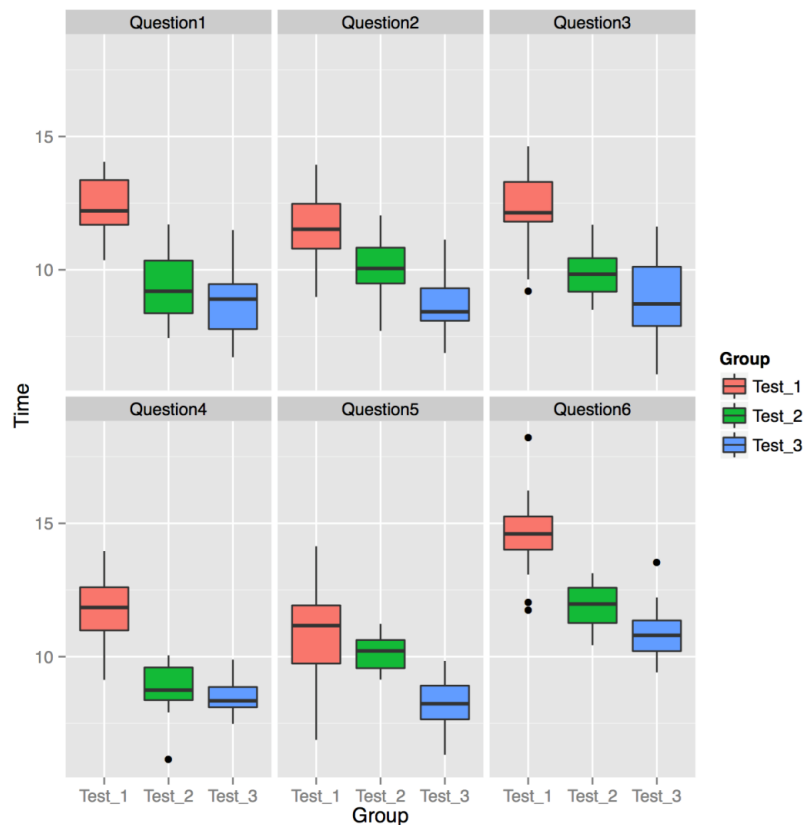 Question1 Question2 Question3
15
10
Time
Group
Test_1
Test_2
Test_3
Question4 Question5 Question6
15
10
Test_1 Test_2 Test_3 Test_1 Test_2 Test_3 Test_1 Test_2 Test_3
Group